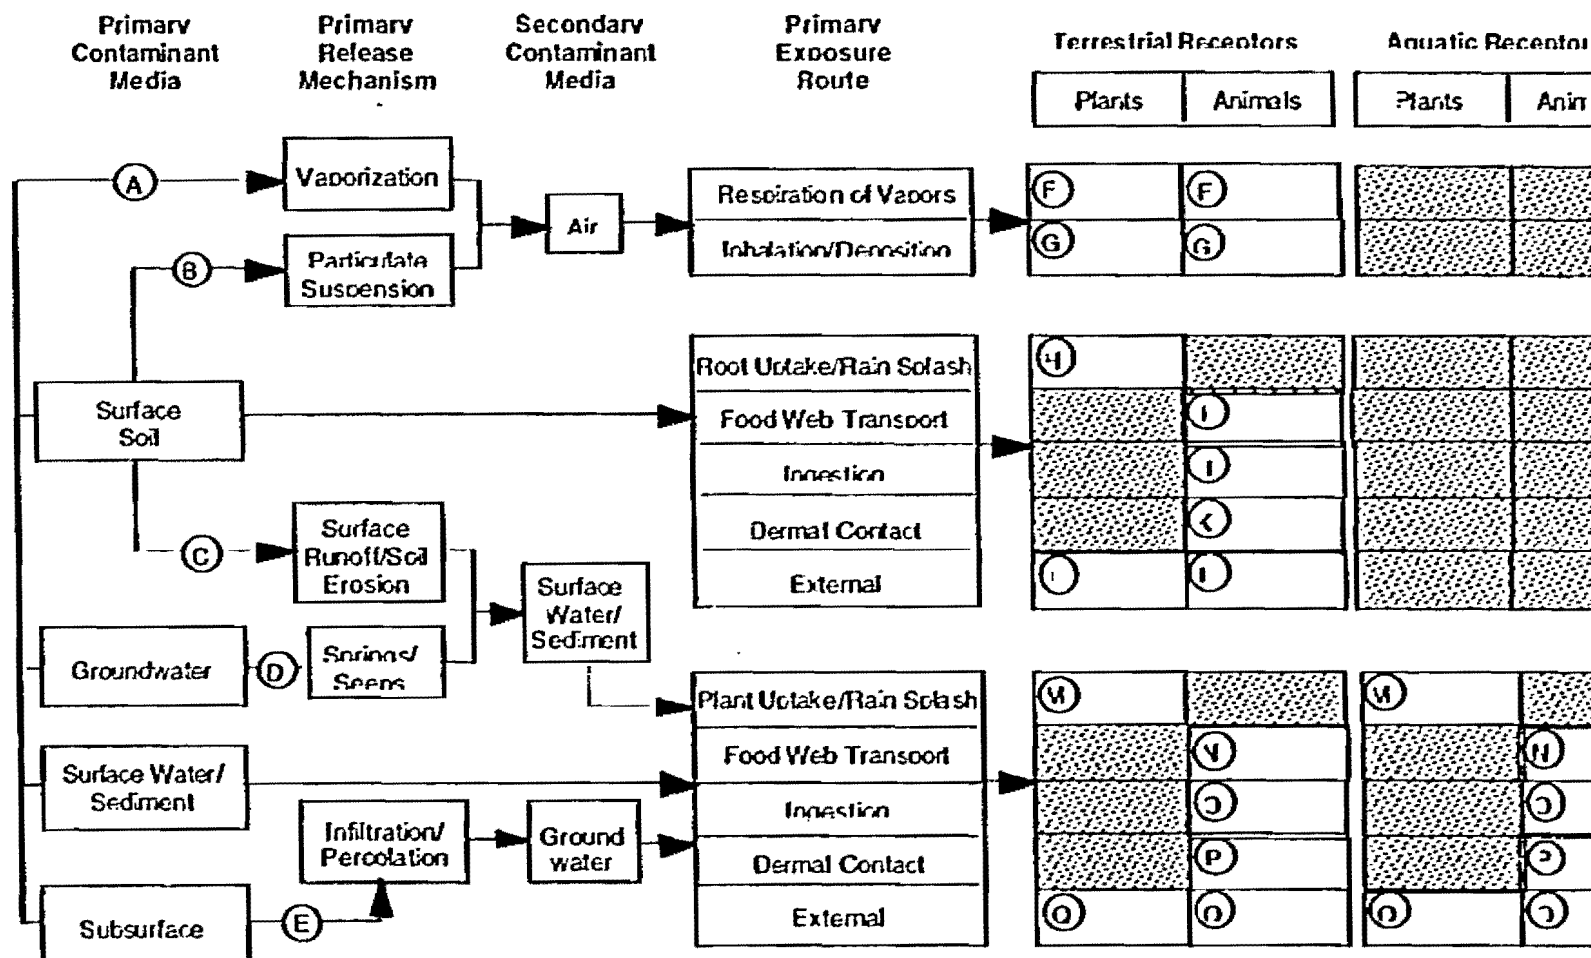 Primary Contaminant Media
Primary Release Mechanism
Secondary Contaminant Media
Primary Exposure Route
Terrestrial Receptors
Aquatic Receptor
Plants
Animals
Plants
Anim
A
Vaporization
B
Particulate
Suspension
Air
Respiration of Vapors
Inhalation/Deposition
F
F
G
G
Surface
Soil
Root Uptake/Rain Splash
Food Web Transport
Ingestion
Dermal Contact
External
C
Surface
Runoff/Soil
Erosion
Surface
Water/
Sediment
Groundwater
D
Springs/
Seeps
Plant Uptake/Rain Splash
Food Web Transport
Ingestion
Dermal Contact
External
N
P
Q
Surface Water/
Sediment
Infiltration/
Percolation
Ground
water
Subsurface
E